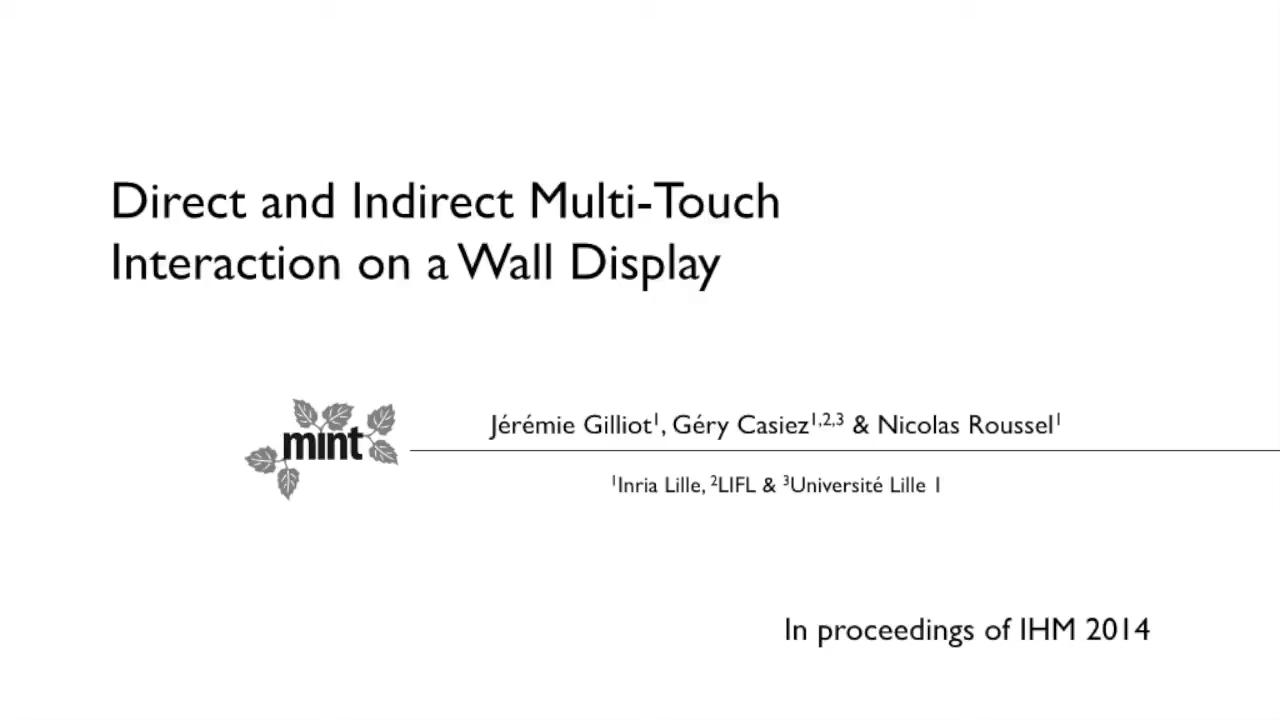 Direct and Indirect Multi-Touch
Interaction on a Wall Display
mint
Jérémie Gilliot¹, Géry Casiez¹,²,³ & Nicolas Roussel¹
¹Inria Lille, ²LIFL & ³Université Lille 1
In proceedings of IHM 2014